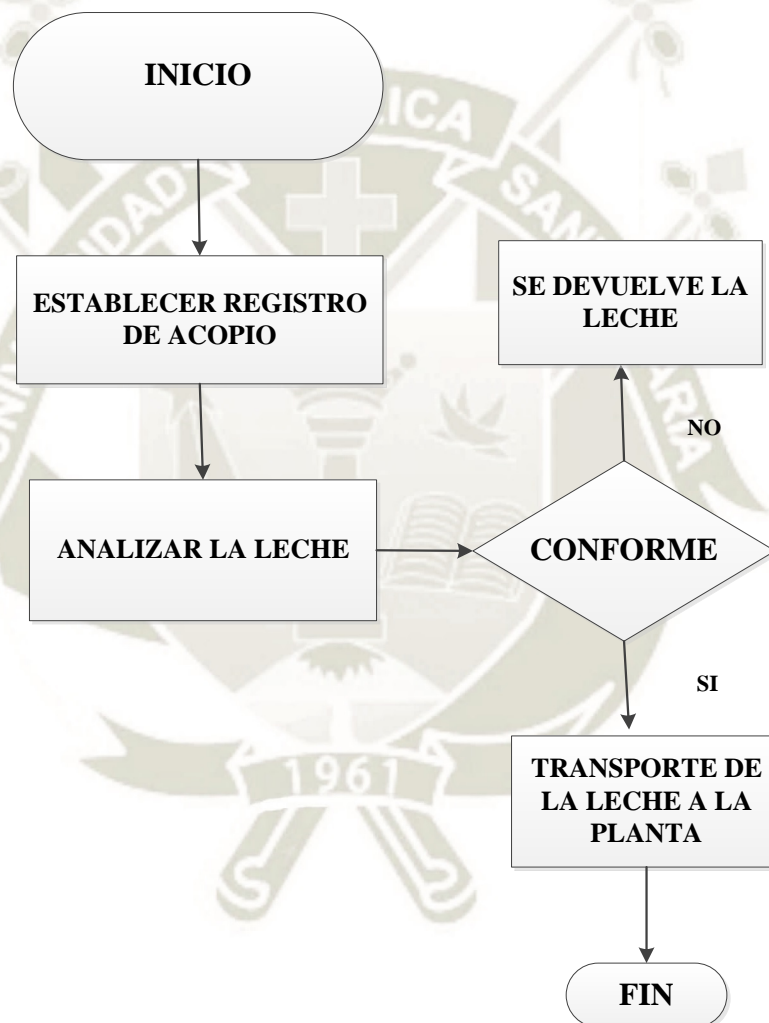 INICIO
ESTABLECER REGISTRO
DE ACOPIO
ANALIZAR LA LECHE
CONFORME
NO
SE DEVUELVE LA
LECHE
SI
TRANSPORTE DE
LA LECHE A LA
PLANTA
FIN
1961